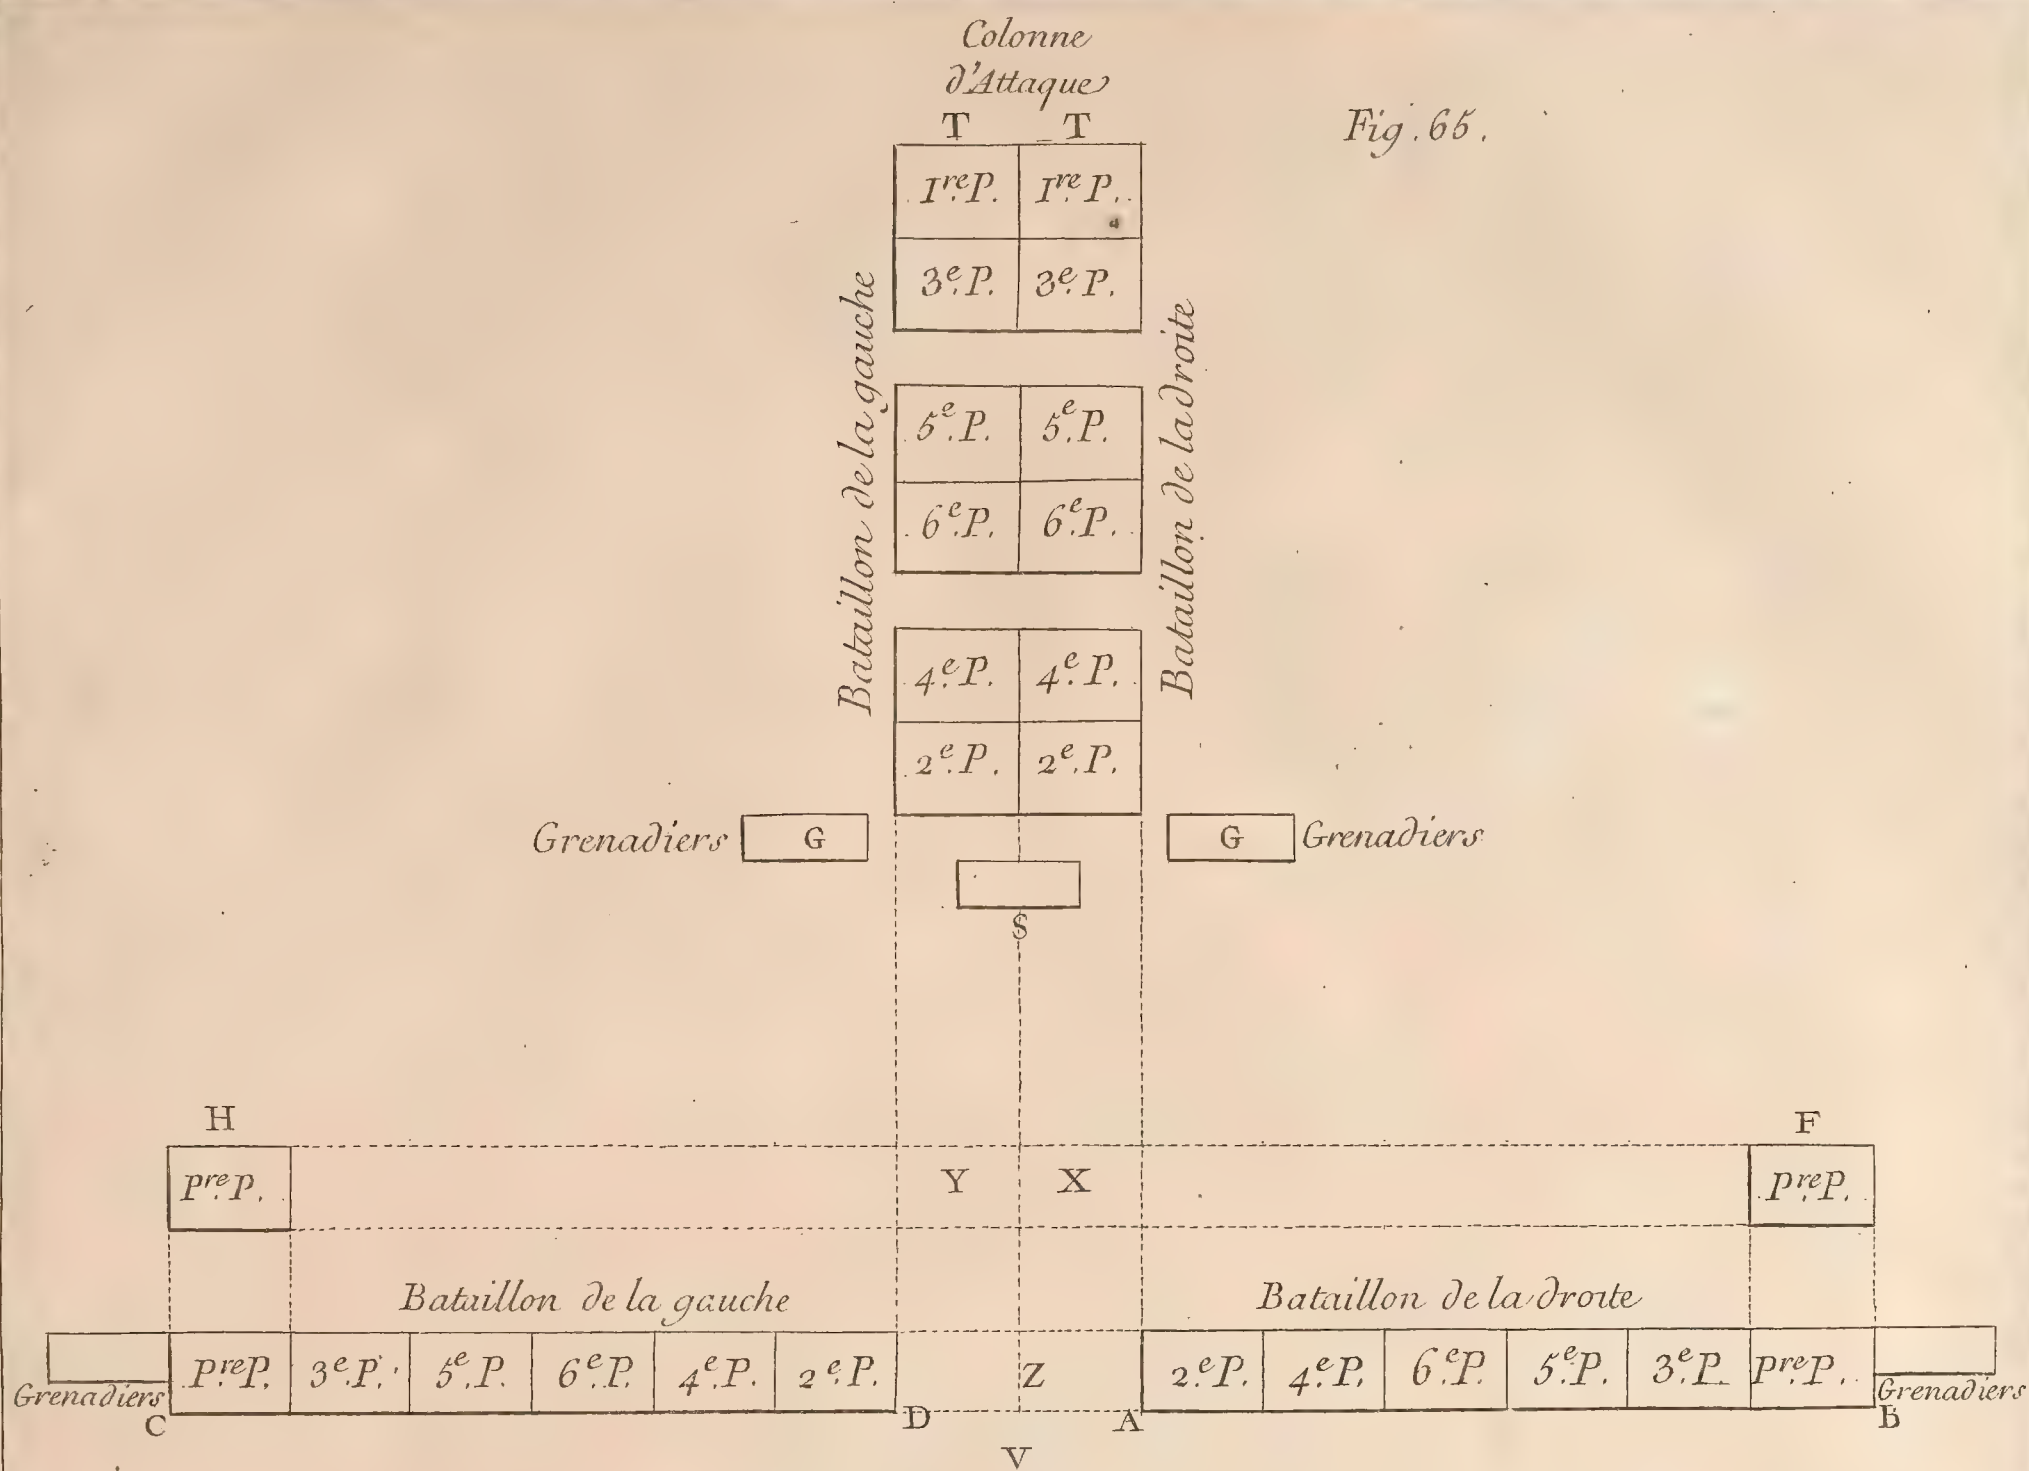 Colonne
d'Attaque
T T
Fig. 65.
1re. P. 1re. P.
3e. P. 3e. P.
Bataillon de la gauche
Bataillon de la droite
5e. P. 5e. P.
6e. P. 6e. P.
4e. P. 4e. P.
2e. P. 2e. P.
Grenadiers G G Grenadiers
S
H F
Pre. P. Y X Pre. P.
Bataillon de la gauche Bataillon de la droite
Pre. P. 3e. P. 5e. P. 6e. P. 4e. P. 2e. P. Z 2e. P. 4e. P. 6e. P. 5e. P. 3e. P. Pre. P.
Grenadiers Grenadiers
C D A B
V